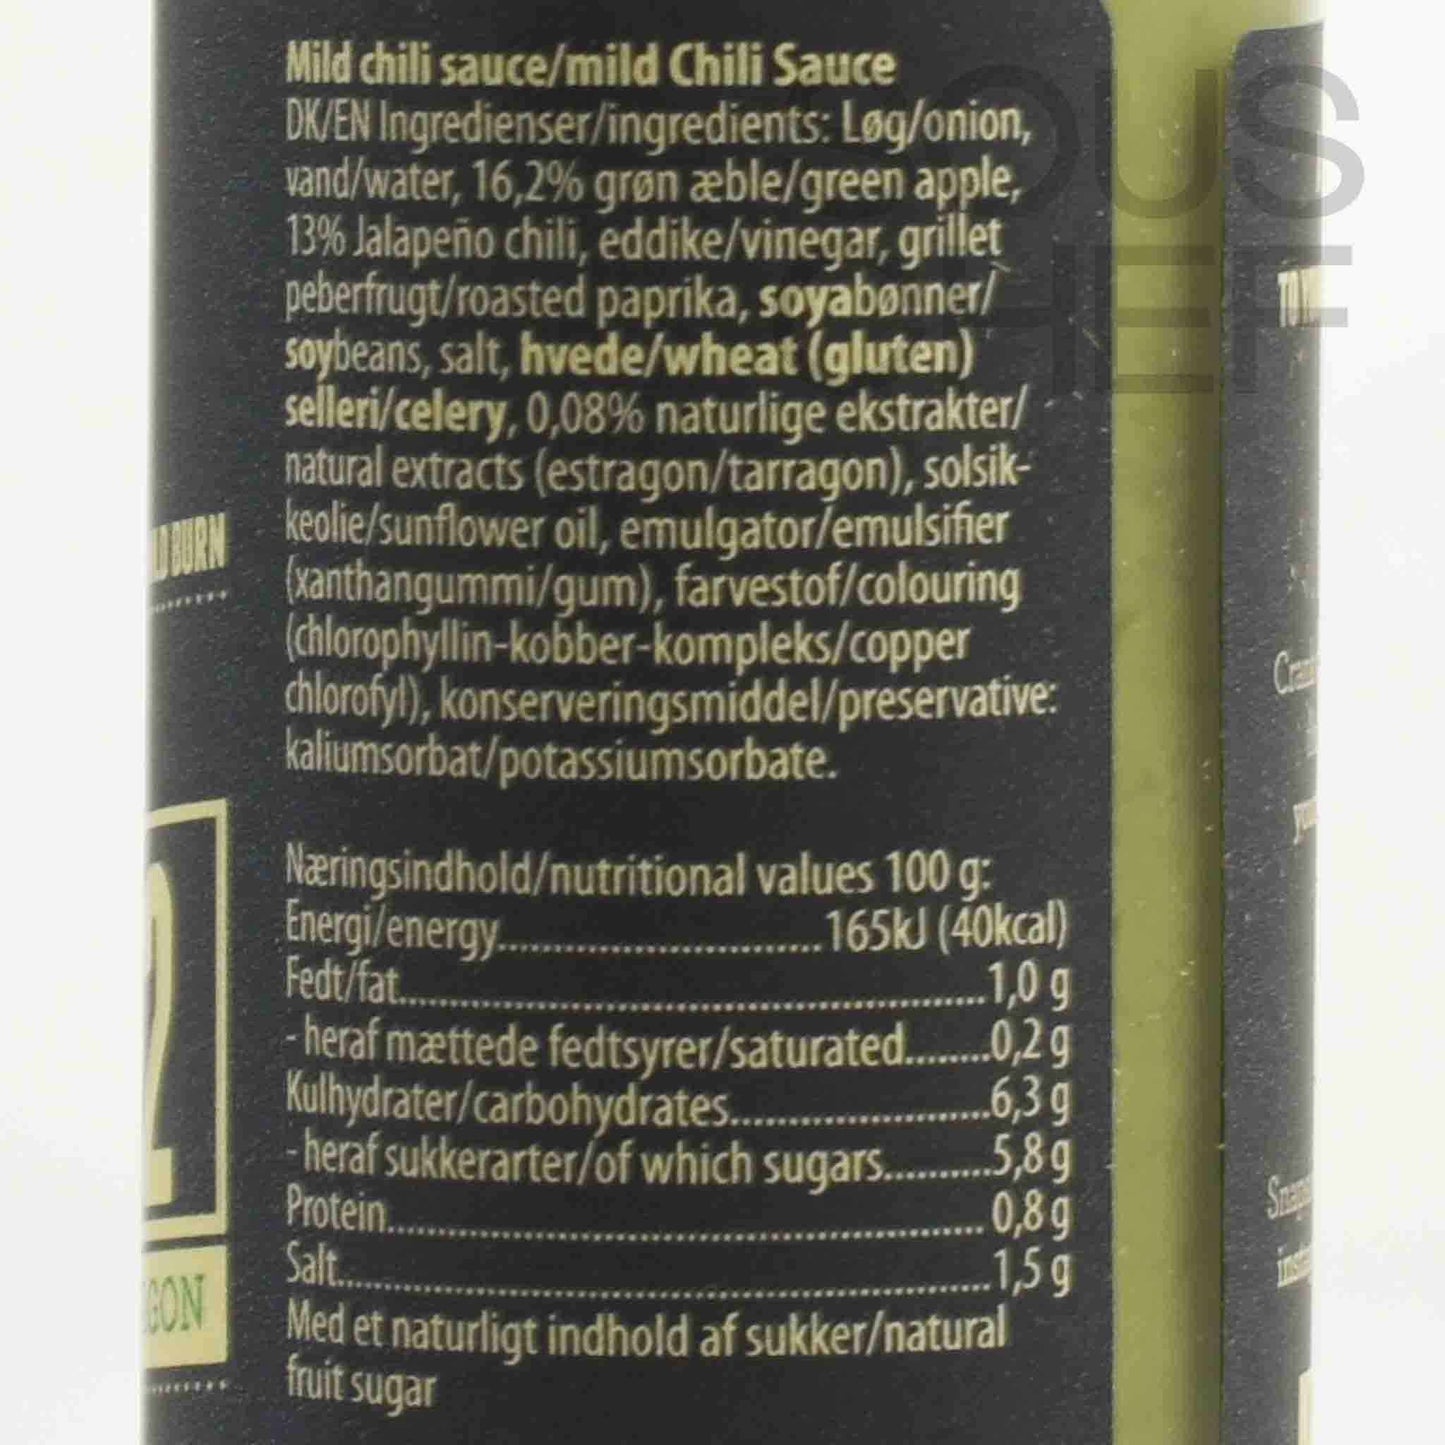 Mild chili sauce/mild Chili Sauce
DK/EN Ingredienser/ingredients: Løg/onion,
vand/water, 16,2% grøn æble/green apple,
13% Jalapeño chili, eddike/vinegar, grillet
peberfrugt/roasted paprika, soyabønner/
soybeans, salt, hvede/wheat (gluten)
selleri/celery, 0,08% naturlige ekstrakter/
natural extracts (estragon/tarragon), solsik-
keolie/sunflower oil, emulgator/emulsifier
(xanthangummi/gum), farvestof/colouring
(chlorophyllin-kobber-kompleks/copper
chlorofyl), konserveringsmiddel/preservative:
kaliumsorbat/potassiumsorbate.
Næringsindhold/nutritional values 100 g:
Energi/energy..............................165kJ (40kcal)
Fedt/fat......................................................1,0 g
- heraf mættede fedtsyrer/saturated........0,2 g
Kulhydrater/carbohydrates........................6,3 g
- heraf sukkerarter/of which sugars..........5,8 g
Protein...................................................... 0,8 g
Salt............................................................1,5 g
Med et naturligt indhold af sukker/natural
fruit sugar
BURN
2
SOUS
CHEF
TO